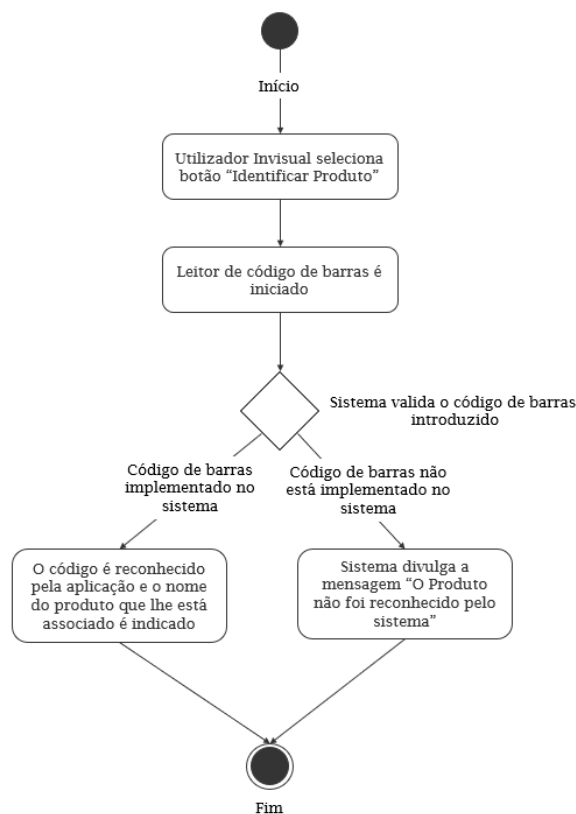 Início
Utilizador Invisual seleciona
botão “Identificar Produto”
Leitor de código de barras é
iniciado
Sistema valida o código de barras
introduzido
Código de barras
implementado no
sistema
Código de barras não
está implementado no
sistema
O código é reconhecido
pela aplicação e o nome
do produto que lhe está
associado é indicado
Sistema divulga a
mensagem “O Produto
não foi reconhecido pelo
sistema”
Fim